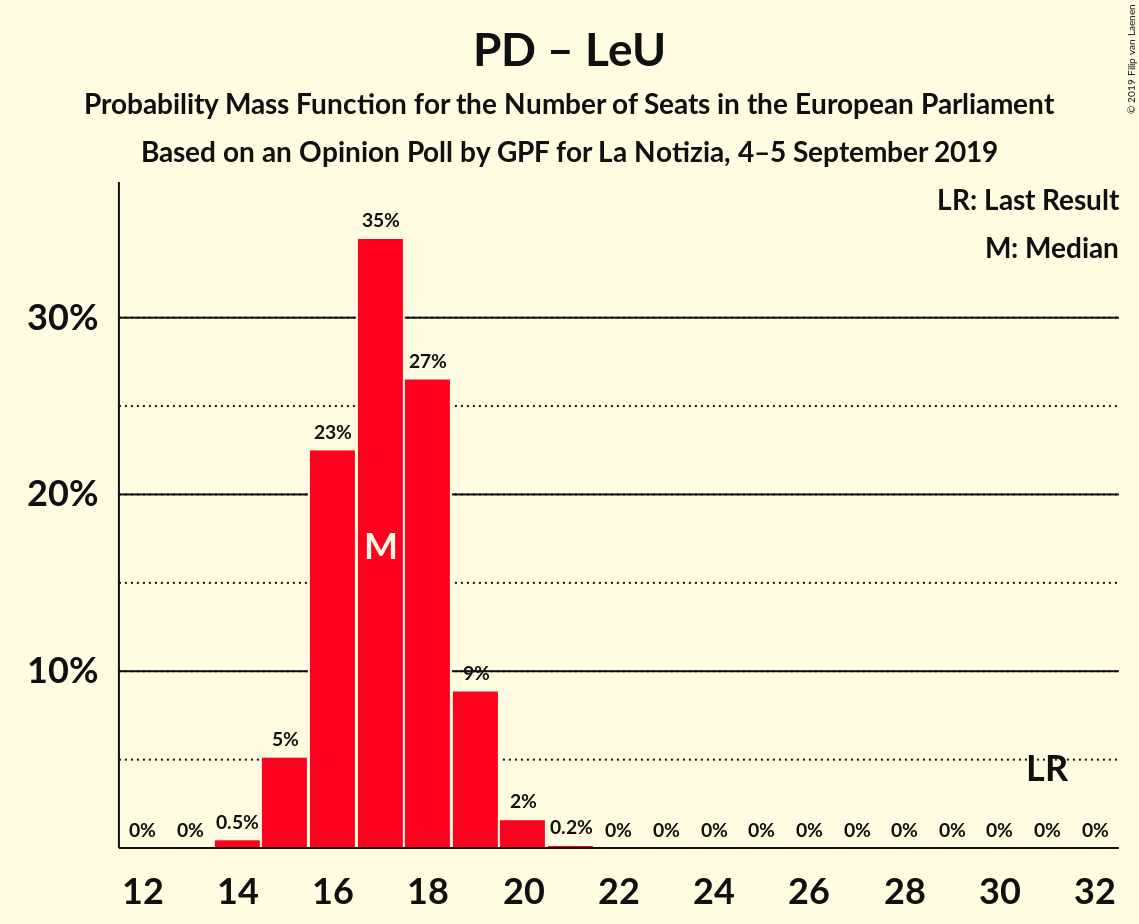 PD – LeU
Probability Mass Function for the Number of Seats in the European Parliament
Based on an Opinion Poll by GPF for La Notizia, 4–5 September 2019
© 2019 Filip van Laenen
LR: Last Result
M: Median
30%
20%
10%
0% 0% 0.5% 5% 23% 35% 27% 9% 2% 0.2% 0% 0% 0% 0% 0% 0% 0% 0% 0% 0% 0%
M
LR
12 14 16 18 20 22 24 26 28 30 32